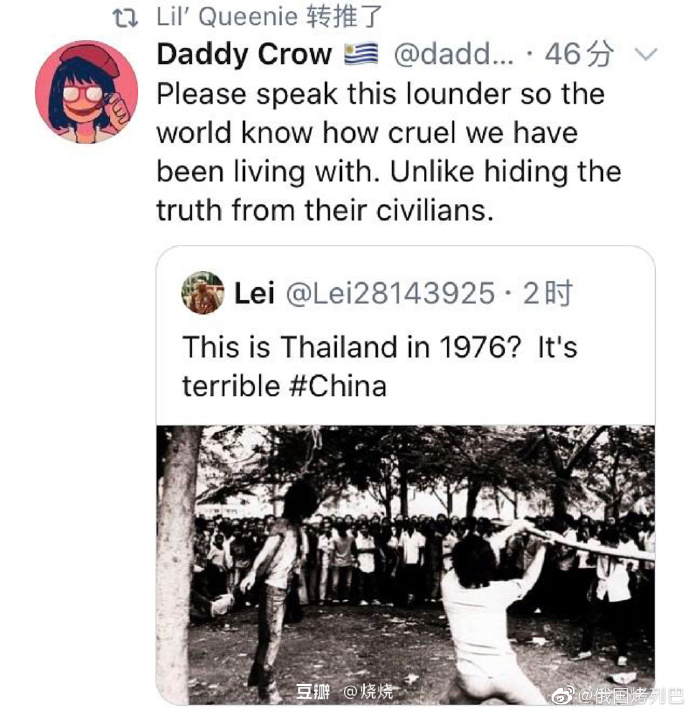 Lil’ Queenie 转推了
Daddy Crow 🇺🇾 @dadd... · 46分
Please speak this lounder so the
world know how cruel we have
been living with. Unlike hiding the
truth from their civilians.
Lei @Lei28143925 · 2时
This is Thailand in 1976? It's
terrible #China
豆瓣 @烧烧
@俄国烤列巴